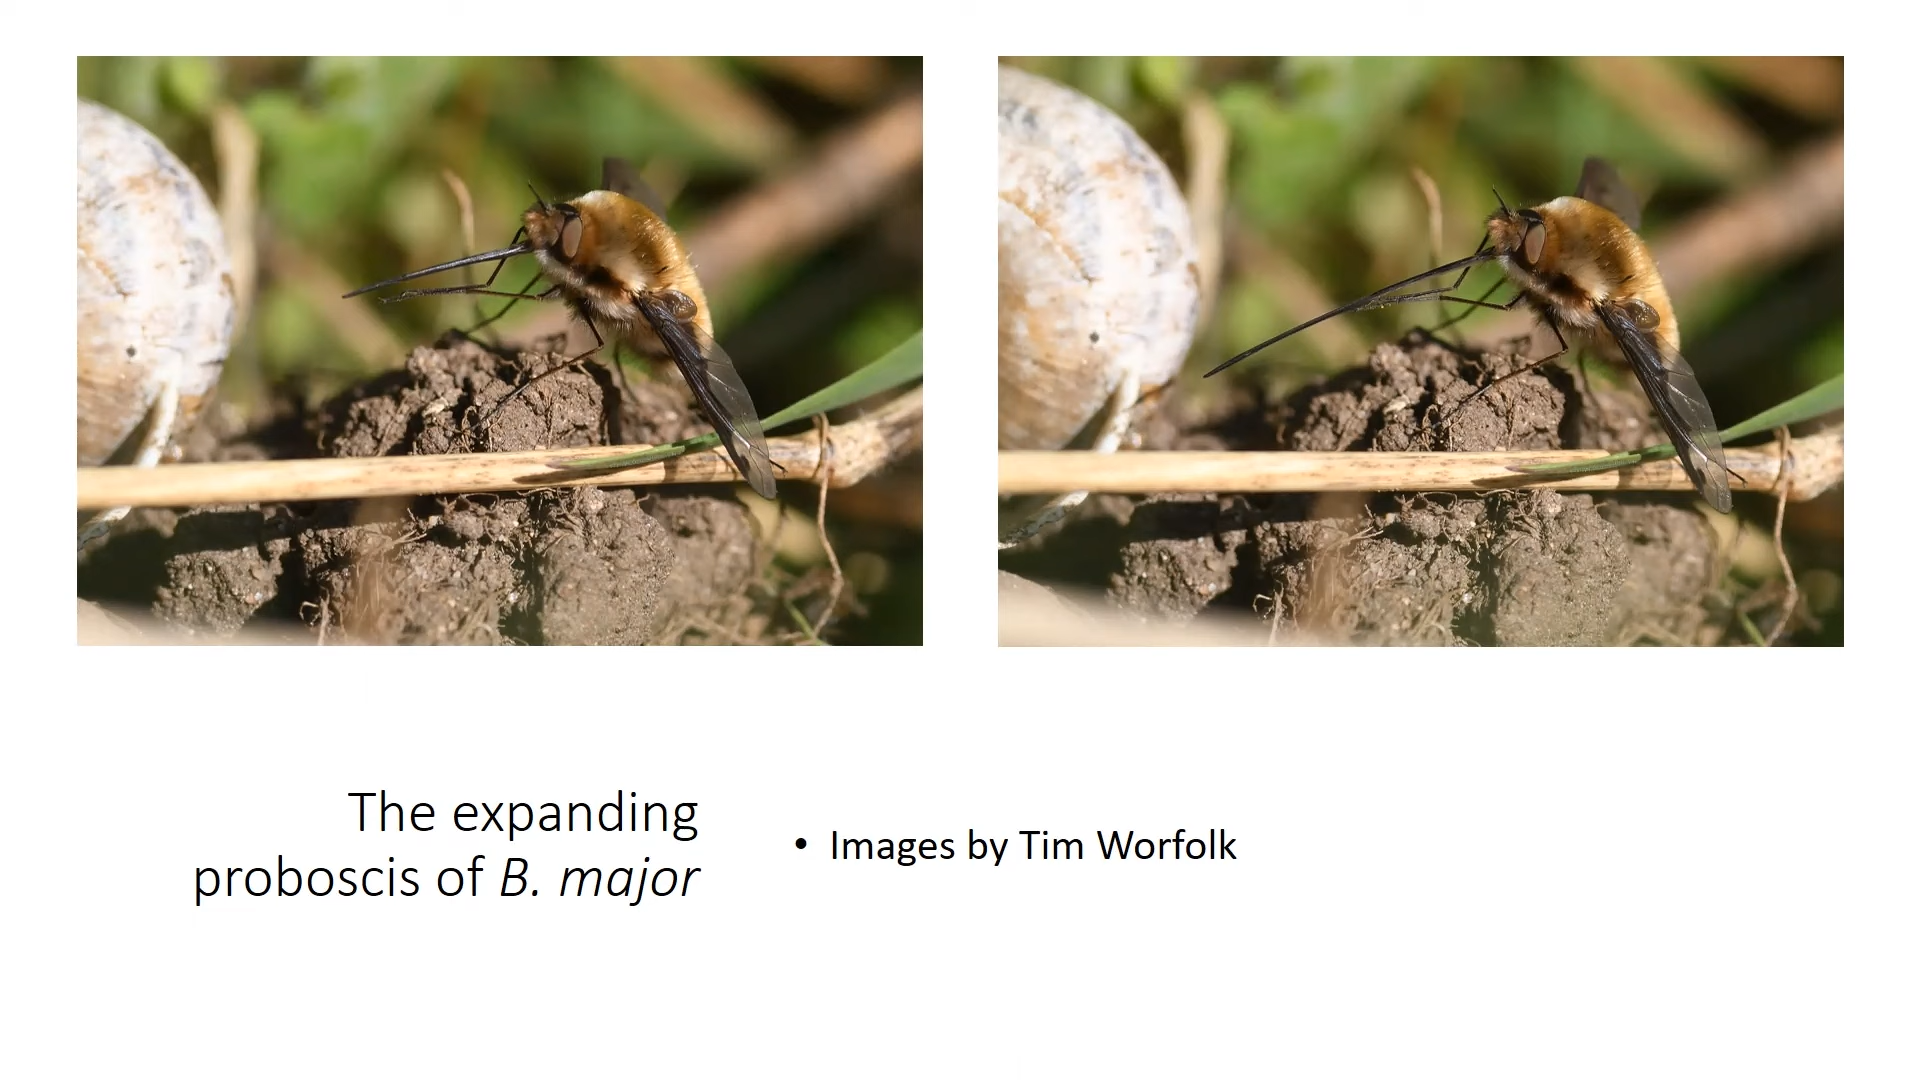 The expanding
proboscis of B. major
• Images by Tim Worfolk